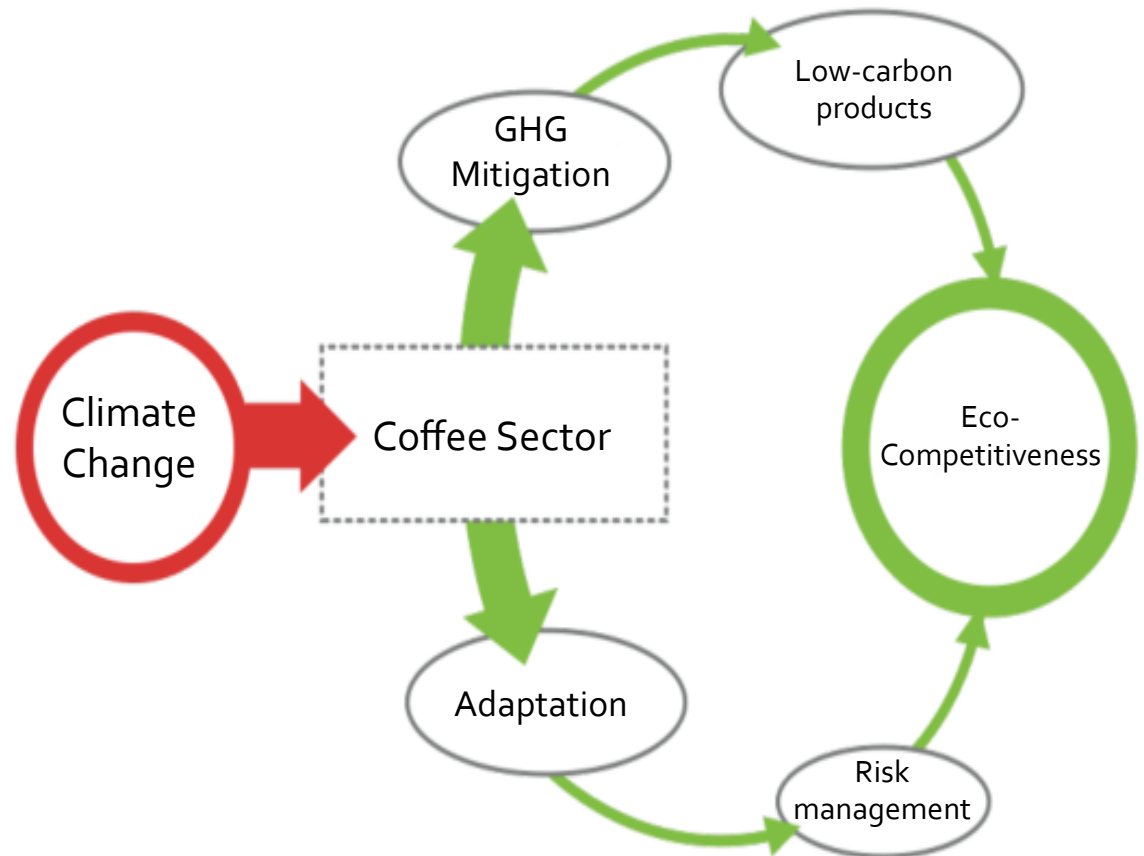 Low-carbon
products
GHG
Mitigation
Climate
Change
Coffee Sector
Eco-
Competitiveness
Adaptation
Risk
management